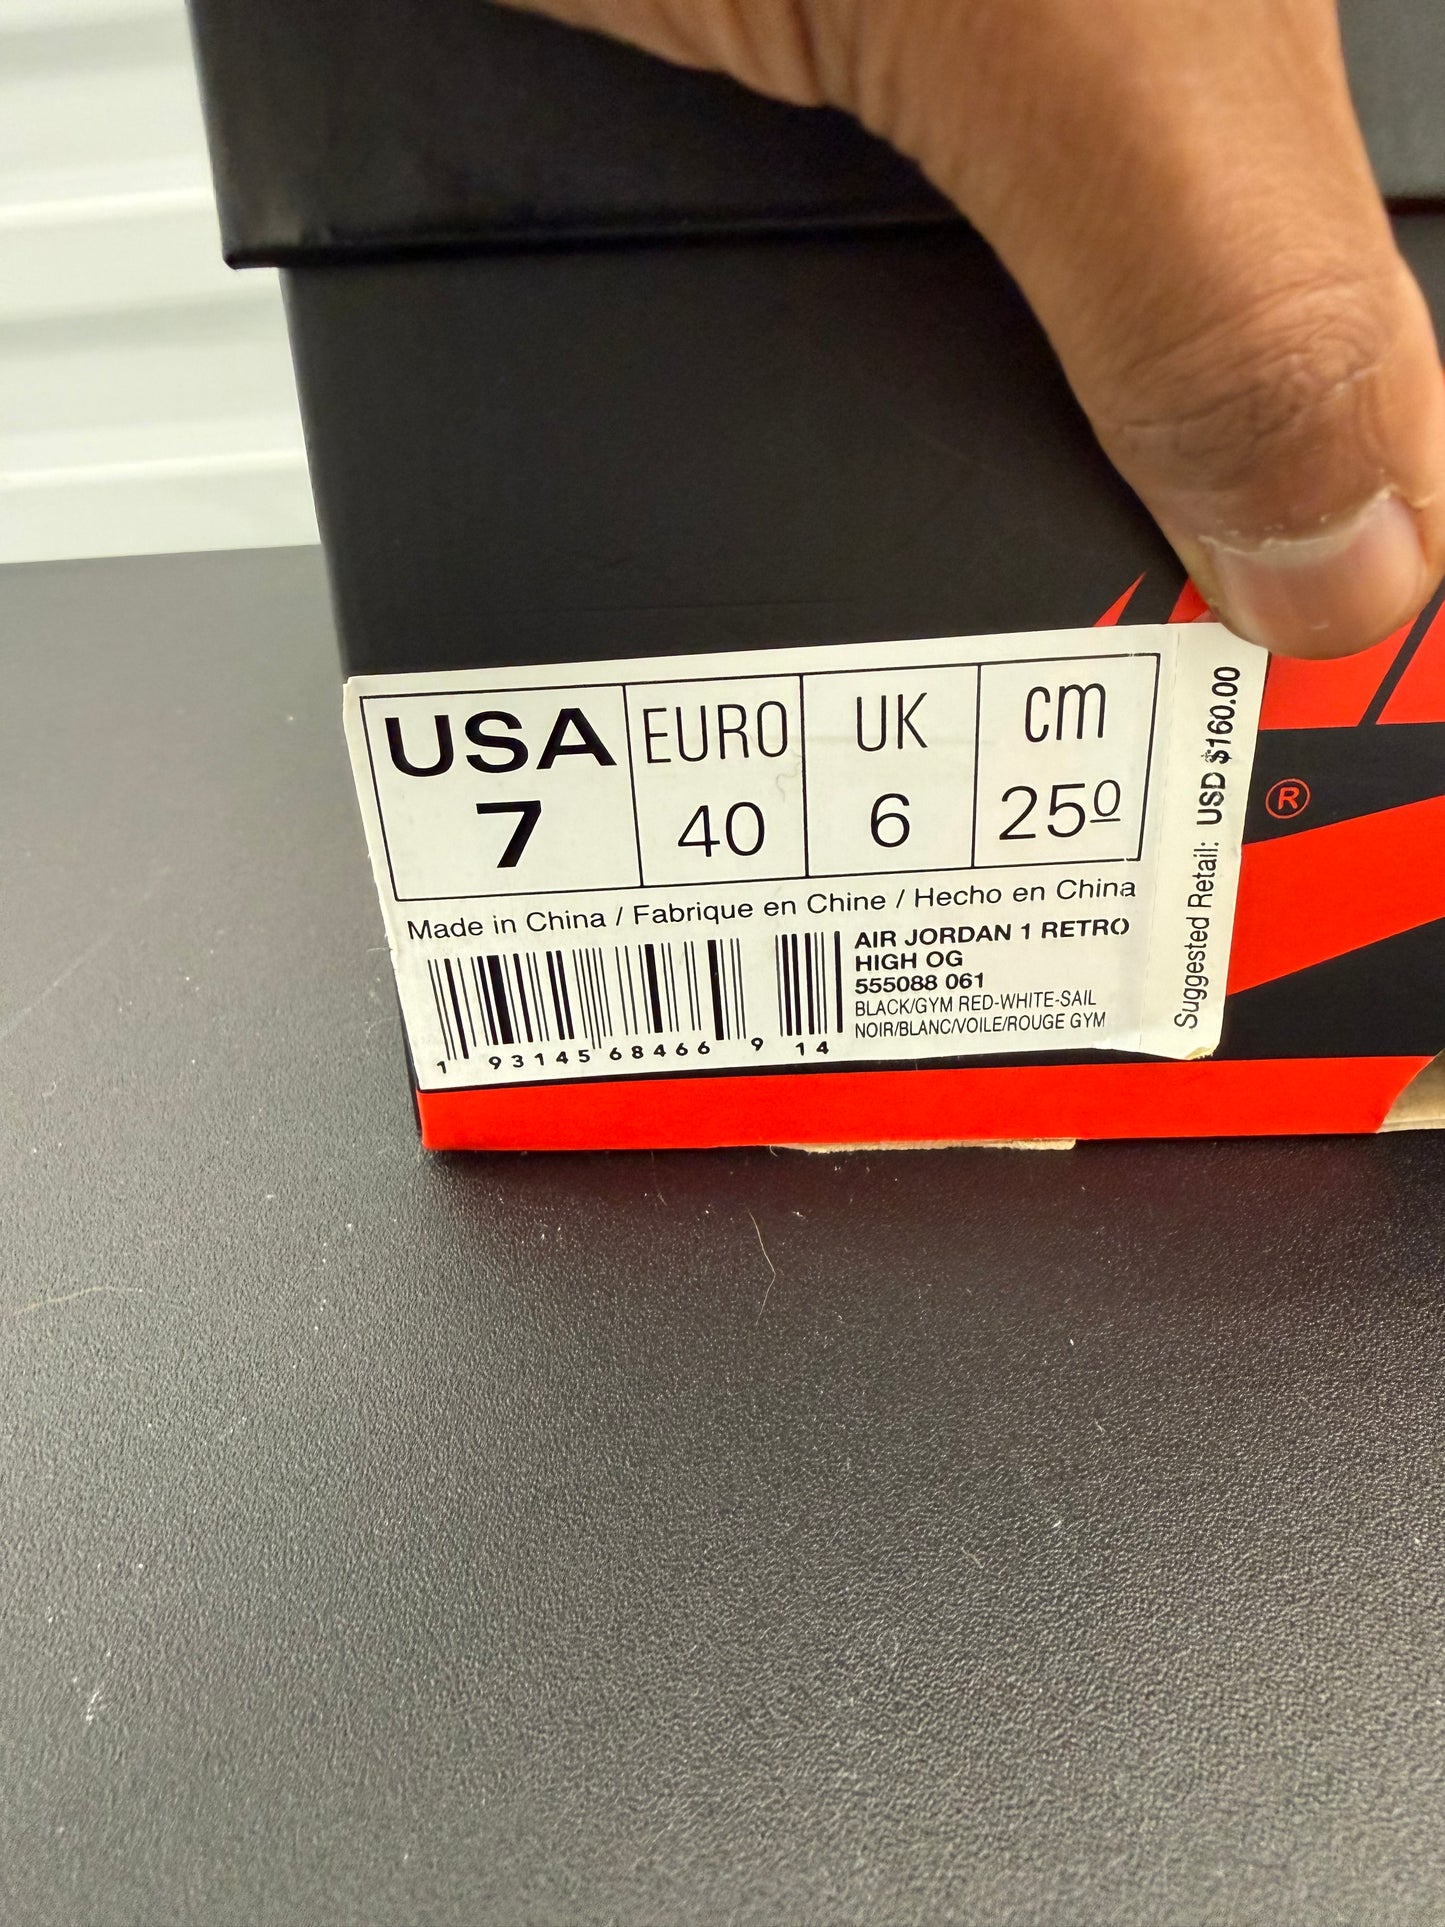 USA EURO UK cm
7 40 6 25º
Made in China / Fabrique en Chine / Hecho en China
AIR JORDAN 1 RETRO
HIGH OG
555088 061
BLACK/GYM RED-WHITE-SAIL
NOIR/BLANC/VOILE/ROUGE GYM
1 93145 68466 9 14
Suggested Retail: USD $160.00
®